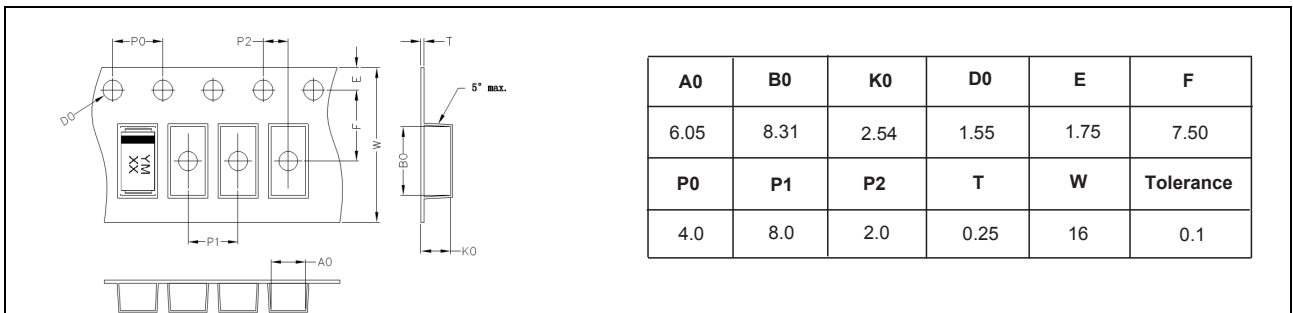 P0
P2
T
E
5° max.
D0
F
W
B0
YM
XX
P1
K0
A0
A0 B0 K0 D0 E F
6.05 8.31 2.54 1.55 1.75 7.50
P0 P1 P2 T W Tolerance
4.0 8.0 2.0 0.25 16 0.1